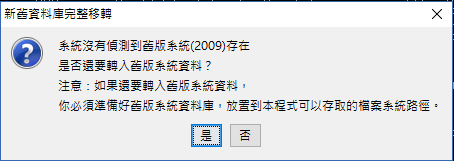 新舊資料庫完整移轉
系統沒有偵測到舊版系統(2009)存在
是否還要轉入舊版系統資料？
注意：如果還要轉入舊版系統資料，
你必須準備好舊版系統資料庫，放置到本程式可以存取的檔案系統路徑。
是 否